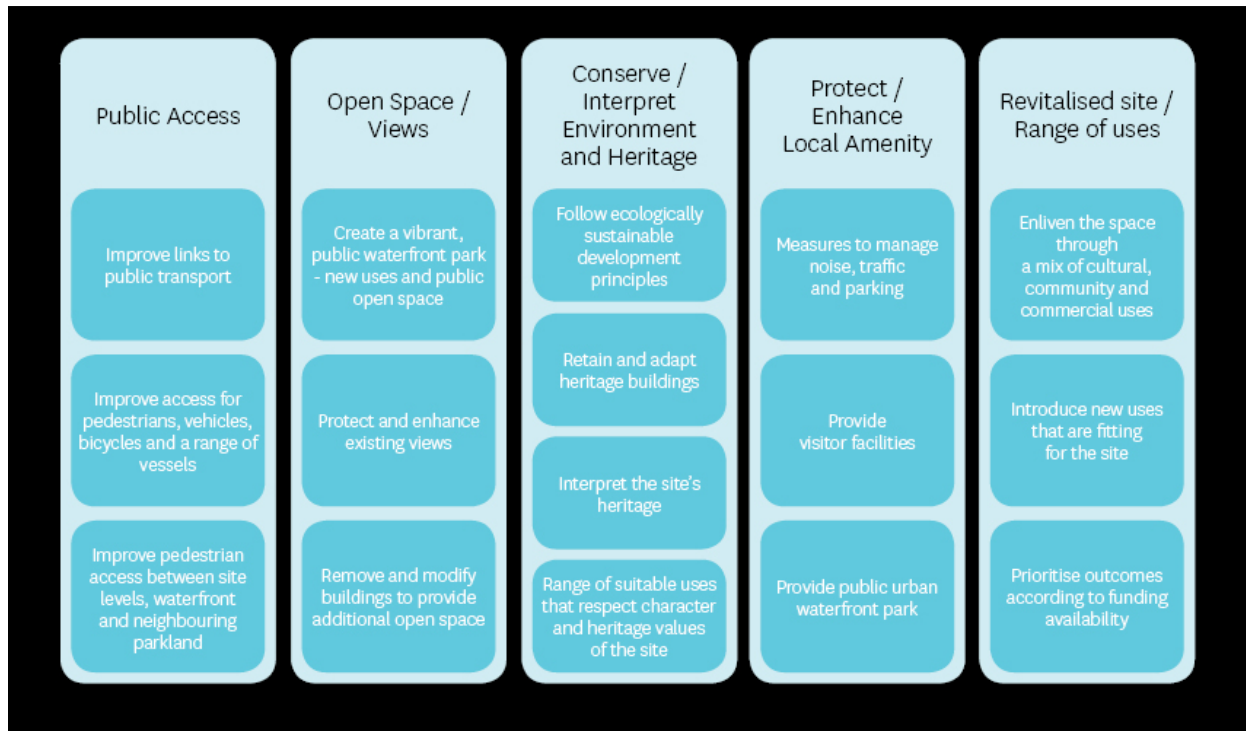 Public Access
Improve links to
public transport
Improve access for
pedestrians, vehicles,
bicycles and a range of
vessels
Improve pedestrian
access between site
levels, waterfront
and neighbouring
parkland
Open Space /
Views
Create a vibrant,
public waterfront park
- new uses and public
open space
Protect and enhance
existing views
Remove and modify
buildings to provide
additional open space
Conserve /
Interpret
Environment
and Heritage
Follow ecologically
sustainable
development
principles
Retain and adapt
heritage buildings
Interpret the site's
heritage
Range of suitable uses
that respect character
and heritage values
of the site
Protect /
Enhance
Local Amenity
Measures to manage
noise, traffic
and parking
Provide
visitor facilities
Provide public urban
waterfront park
Revitalised site /
Range of uses
Enliven the space
through
a mix of cultural,
community and
commercial uses
Introduce new uses
that are fitting
for the site
Prioritise outcomes
according to funding
availability